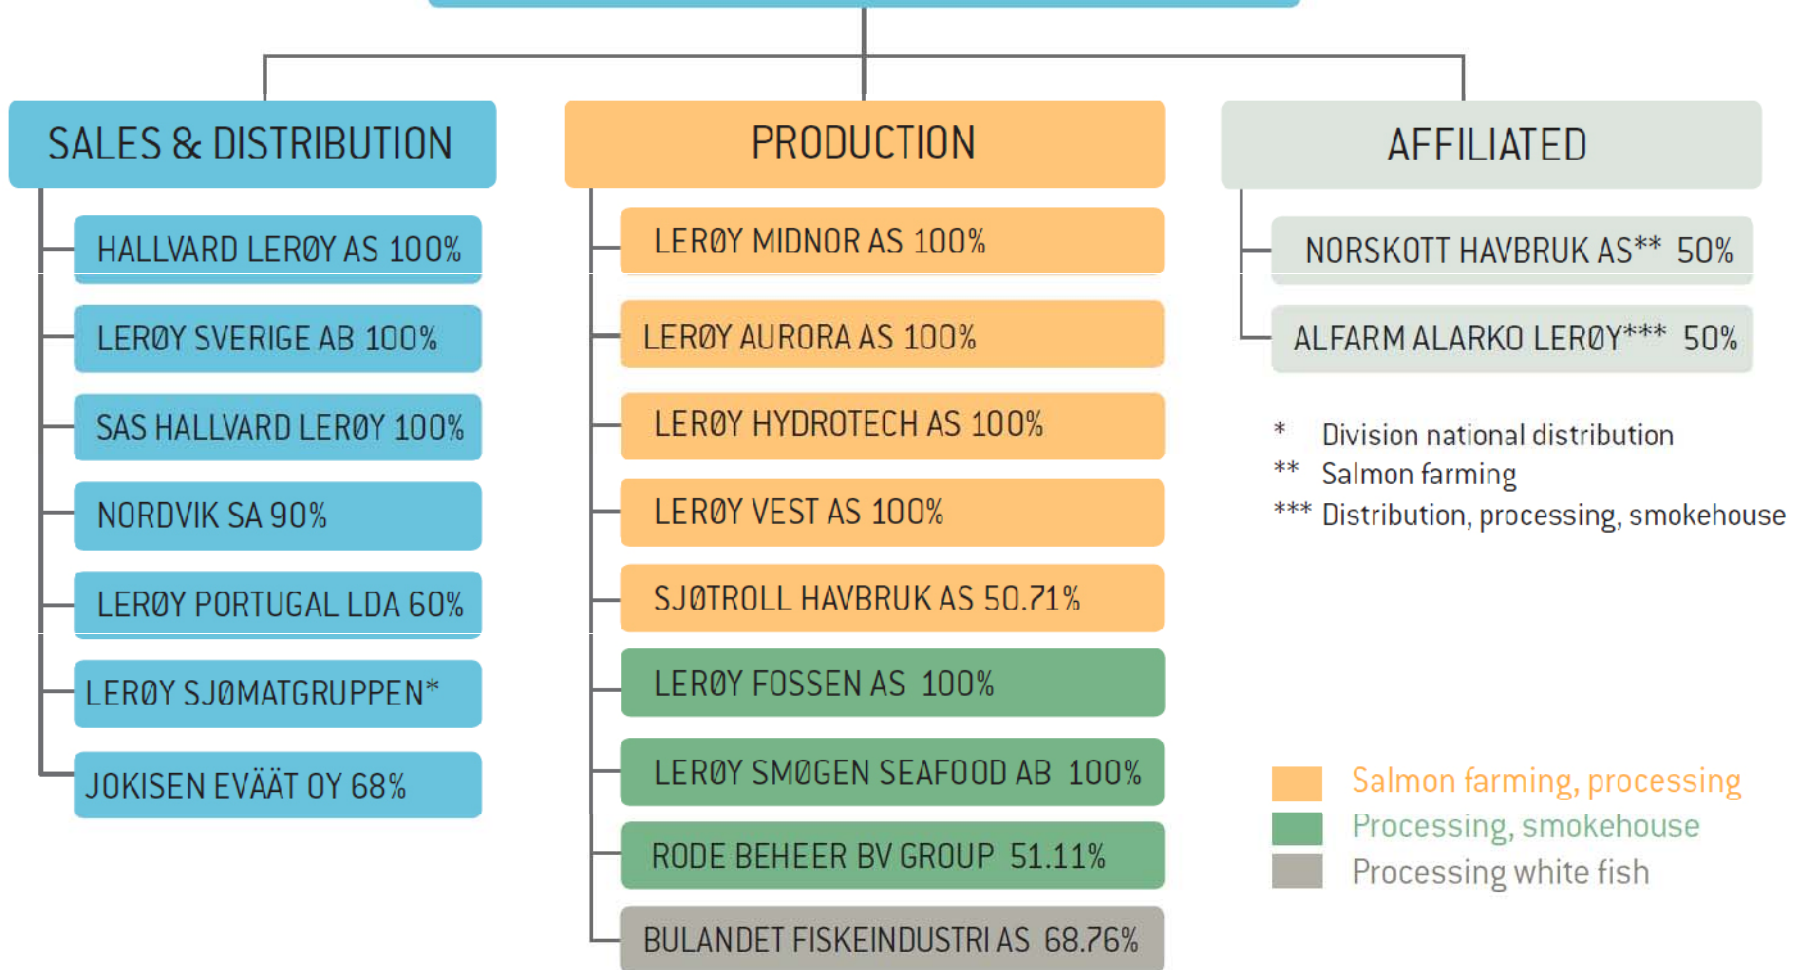 SALES & DISTRIBUTION
HALLVARD LERØY AS 100%
LERØY SVERIGE AB 100%
SAS HALLVARD LERØY 100%
NORDVIK SA 90%
LERØY PORTUGAL LDA 60%
LERØY SJØMATGRUPPEN*
JOKISEN EVÄÄT OY 68%
PRODUCTION
LERØY MIDNOR AS 100%
LERØY AURORA AS 100%
LERØY HYDROTECH AS 100%
LERØY VEST AS 100%
SJØTROLL HAVBRUK AS 50.71%
LERØY FOSSEN AS 100%
LERØY SMØGEN SEAFOOD AB 100%
RODE BEHEER BV GROUP 51.11%
BULANDET FISKEINDUSTRI AS 68.76%
AFFILIATED
NORSKOTT HAVBRUK AS** 50%
ALFARM ALARKO LERØY*** 50%
* Division national distribution
** Salmon farming
*** Distribution, processing, smokehouse
Salmon farming, processing
Processing, smokehouse
Processing white fish